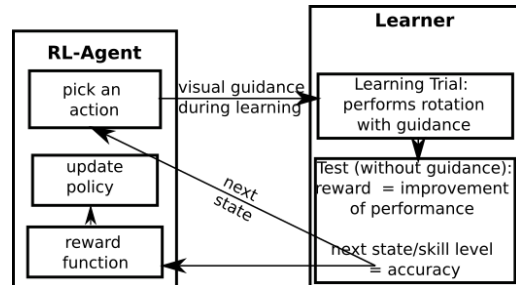 RL-Agent
pick an
action
update
policy
reward
function
visual guidance
during learning
next
state
Learner
Learning Trial:
performs rotation
with guidance
Test (without guidance):
reward = improvement
of performance
next state/skill level
= accuracy